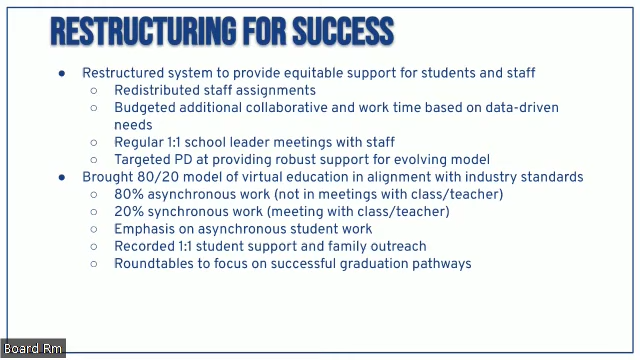 RESTRUCTURING FOR SUCCESS
● Restructured system to provide equitable support for students and staff
○ Redistributed staff assignments
○ Budgeted additional collaborative and work time based on data-driven
needs
○ Regular 1:1 school leader meetings with staff
○ Targeted PD at providing robust support for evolving model
● Brought 80/20 model of virtual education in alignment with industry standards
○ 80% asynchronous work (not in meetings with class/teacher)
○ 20% synchronous work (meeting with class/teacher)
○ Emphasis on asynchronous student work
○ Recorded 1:1 student support and family outreach
○ Roundtables to focus on successful graduation pathways
Board Rm